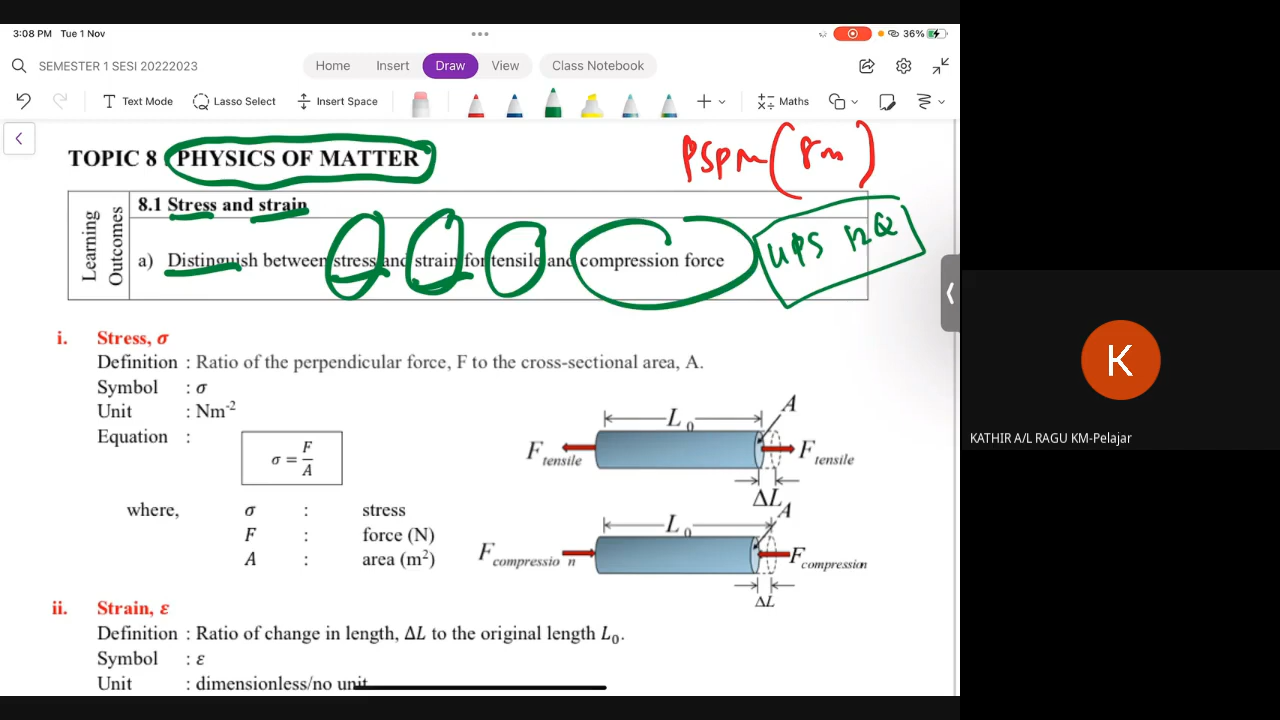 3:08 PM Tue 1 Nov
36%
SEMESTER 1 SESI 20222023
Home Insert Draw View Class Notebook
Text Mode Lasso Select Insert Space Maths
TOPIC 8 PHYSICS OF MATTER
PSPM
Learning Outcomes
8.1 Stress and strain
a) Distinguish between stress and strain for tensile and compression force
UPS
i. Stress, σ
Definition : Ratio of the perpendicular force, F to the cross-sectional area, A.
Symbol : σ
Unit : Nm⁻²
Equation :
σ = F/A
where, σ : stress
F : force (N)
A : area (m²)
L₀ A
F tensile F tensile
ΔL
L₀ A
F compressio n F compression
ΔL
ii. Strain, ε
Definition : Ratio of change in length, ΔL to the original length L₀.
Symbol : ε
Unit : dimensionless/no unit
K
KATHIR A/L RAGU KM-Pelajar